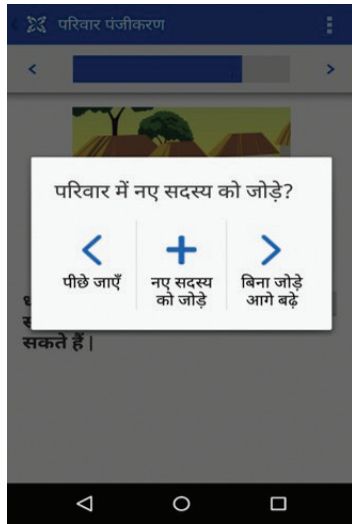 परिवार पंजीकरण
परिवार में नए सदस्य को जोड़े?
पीछे जाएँ
नए सदस्य
को जोड़े
बिना जोड़े
आगे बढ़े
सकते हैं |